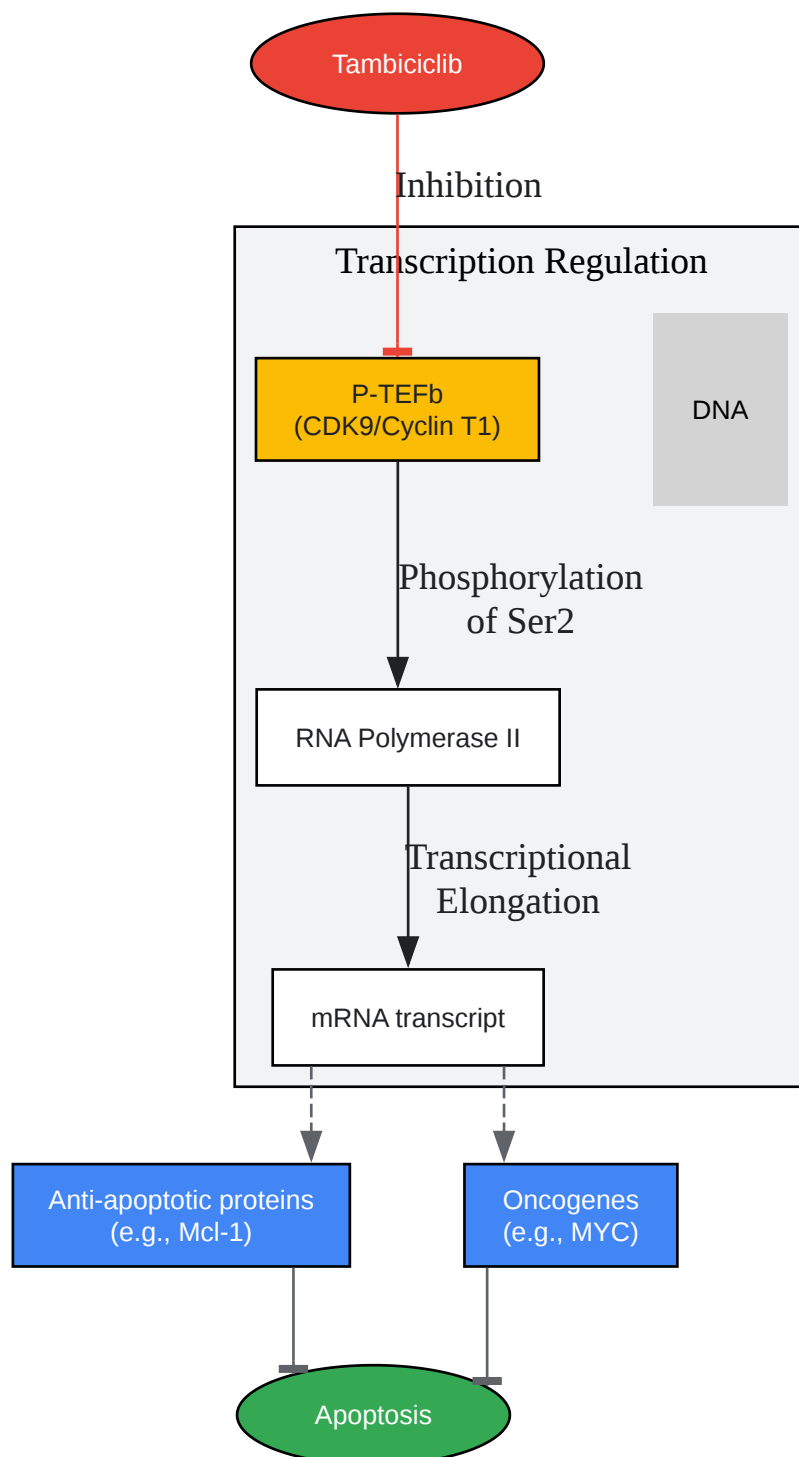 Tambiciclib
Inhibition
Transcription Regulation
P-TEFb
(CDK9/Cyclin T1)
DNA
Phosphorylation
of Ser2
RNA Polymerase II
Transcriptional
Elongation
mRNA transcript
Anti-apoptotic proteins
(e.g., Mcl-1)
Oncogenes
(e.g., MYC)
Apoptosis